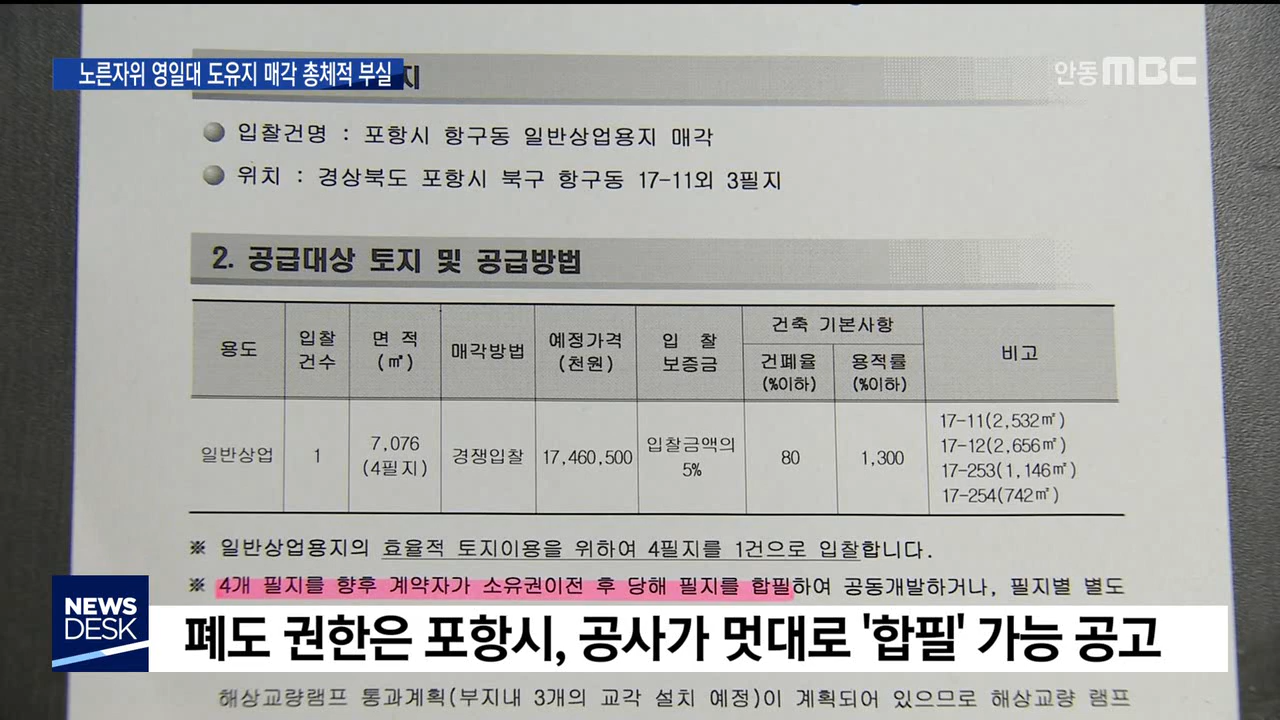 노른자위 영일대 도유지 매각 총체적 부실
지
안동MBC
입찰건명 : 포항시 항구동 일반상업용지 매각
위치 : 경상북도 포항시 북구 항구동 17-11외 3필지
2. 공급대상 토지 및 공급방법
용도 입찰건수 면 적(㎡) 매각방법 예정가격(천원) 입 찰보증금 건축 기본사항 비고
건폐율(%이하) 용적률(%이하)
일반상업 1 7,076(4필지) 경쟁입찰 17,460,500 입찰금액의 5% 80 1,300
17-11(2,532㎡)
17-12(2,656㎡)
17-253(1,146㎡)
17-254(742㎡)
※ 일반상업용지의 효율적 토지이용을 위하여 4필지를 1건으로 입찰합니다.
※ 4개 필지를 향후 계약자가 소유권이전 후 당해 필지를 합필하여 공동개발하거나, 필지별 별도
NEWS
DESK
폐도 권한은 포항시, 공사가 멋대로 '합필' 가능 공고
해상교량램프 통과계획(부지내 3개의 교각 설치 예정)이 계획되어 있으므로 해상교량 램프